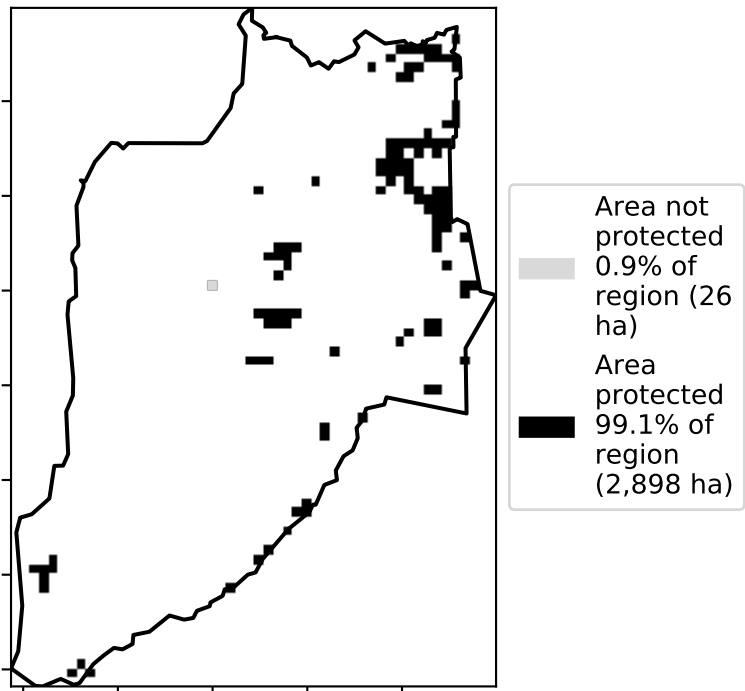 Area not
protected
0.9% of
region (26
ha)
Area
protected
99.1% of
region
(2,898 ha)